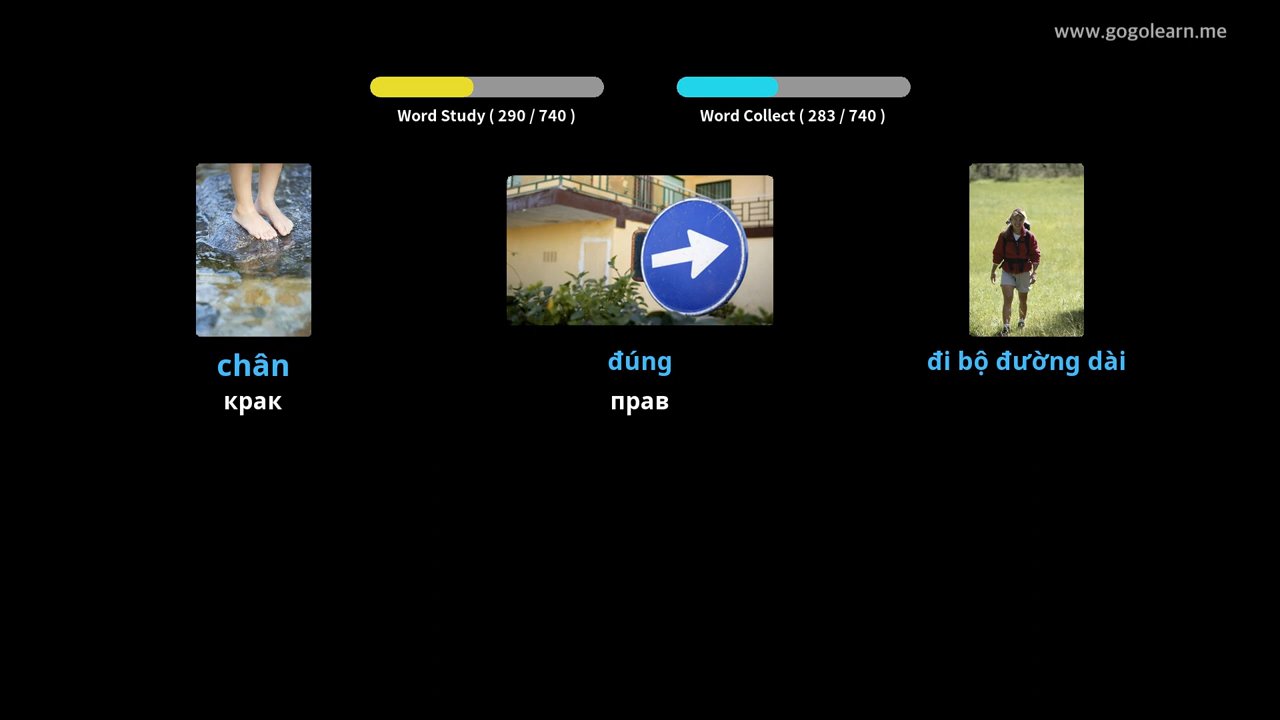 www.gogolearn.me
Word Study ( 290 / 740 )
Word Collect ( 283 / 740 )
chân
крак
đúng
прав
đi bộ đường dài